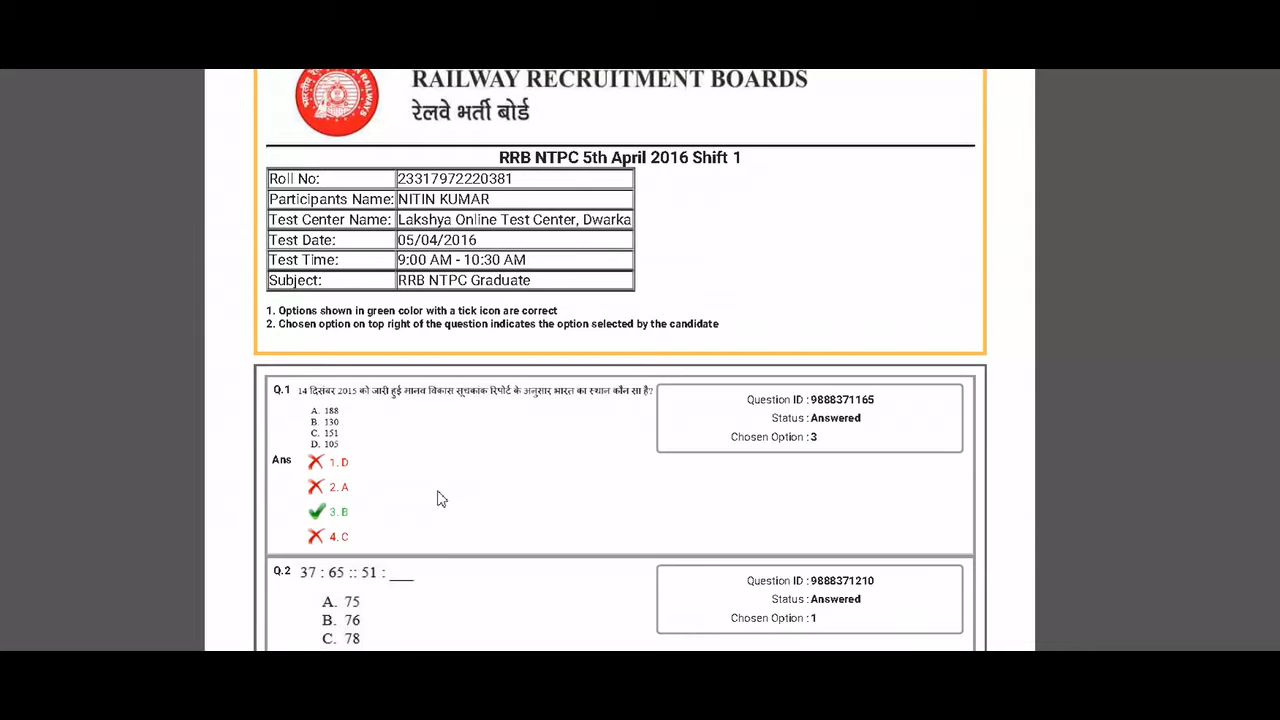 RAILWAY RECRUITMENT BOARDS
रेलवे भर्ती बोर्ड
RRB NTPC 5th April 2016 Shift 1
Roll No: 23317972220381
Participants Name: NITIN KUMAR
Test Center Name: Lakshya Online Test Center, Dwarka
Test Date: 05/04/2016
Test Time: 9:00 AM - 10:30 AM
Subject: RRB NTPC Graduate
1. Options shown in green color with a tick icon are correct
2. Chosen option on top right of the question indicates the option selected by the candidate
Q.1 14 दिसंबर 2015 को जारी हुई मानव विकास सूचकांक रिपोर्ट के अनुसार भारत का स्थान कौन सा है?
A. 188
B. 130
C. 151
D. 105
Ans
1. D
2. A
3. B
4. C
Question ID : 9888371165
Status : Answered
Chosen Option : 3
Q.2 37 : 65 :: 51 : ___
A. 75
B. 76
C. 78
Question ID : 9888371210
Status : Answered
Chosen Option : 1